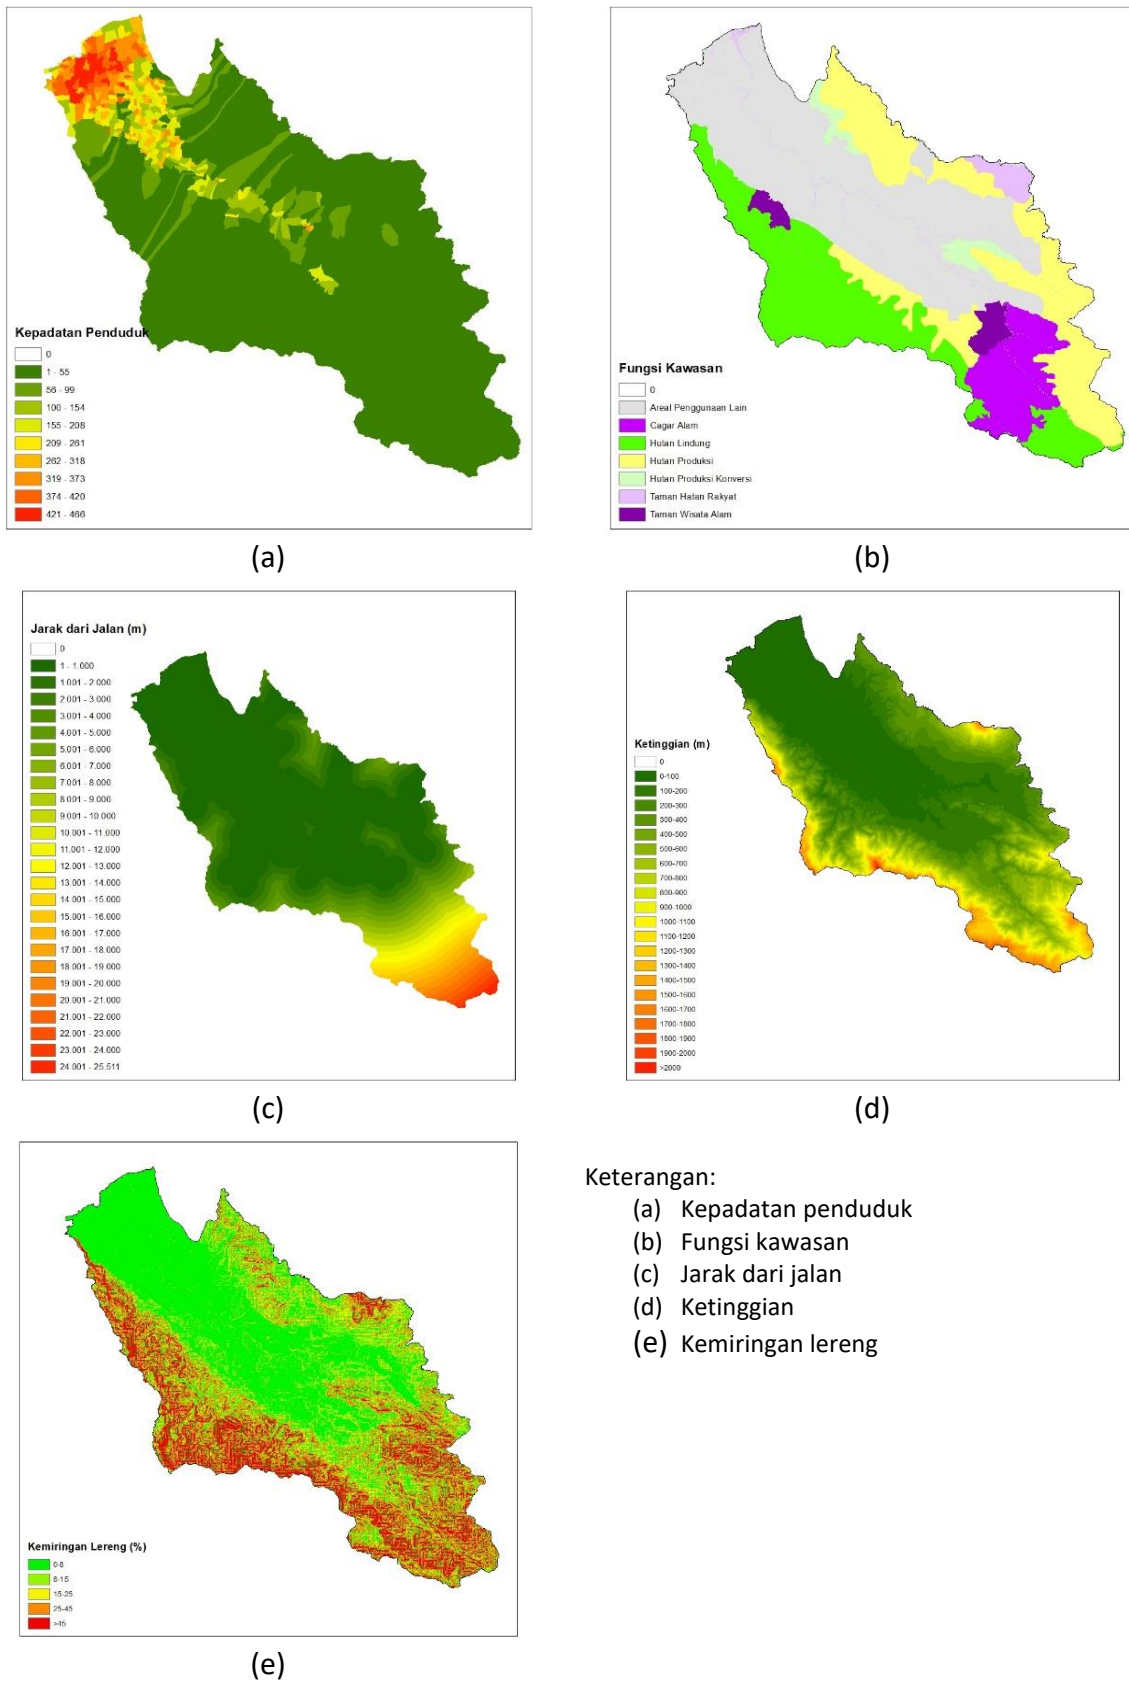 Kepadatan Penduduk
0
1 - 55
56 - 99
100 - 154
155 - 208
209 - 261
262 - 318
319 - 373
374 - 420
421 - 466
(a)
Fungsi Kawasan
0
Areal Penggunaan Lain
Cagar Alam
Hutan Lindung
Hutan Produksi
Hutan Produksi Konversi
Taman Hatan Rakyat
Taman Wisata Alam
(b)
Jarak dari Jalan (m)
0
1 - 1.000
1.001 - 2.000
2.001 - 3.000
3.001 - 4.000
4.001 - 5.000
5.001 - 6.000
6.001 - 7.000
7.001 - 8.000
8.001 - 9.000
9.001 - 10.000
10.001 - 11.000
11.001 - 12.000
12.001 - 13.000
13.001 - 14.000
14.001 - 15.000
15.001 - 16.000
16.001 - 17.000
17.001 - 18.000
18.001 - 19.000
19.001 - 20.000
20.001 - 21.000
21.001 - 22.000
22.001 - 23.000
23.001 - 24.000
24.001 - 25.511
(c)
Ketinggian (m)
0
0-100
100-200
200-300
300-400
400-500
500-600
600-700
700-800
800-900
900-1000
1000-1100
1100-1200
1200-1300
1300-1400
1400-1500
1500-1600
1600-1700
1700-1800
1800-1900
1900-2000
>2000
(d)
Kemiringan Lereng (%)
0-8
8-15
15-25
25-45
>45
(e)
Keterangan:
(a) Kepadatan penduduk
(b) Fungsi kawasan
(c) Jarak dari jalan
(d) Ketinggian
(e) Kemiringan lereng